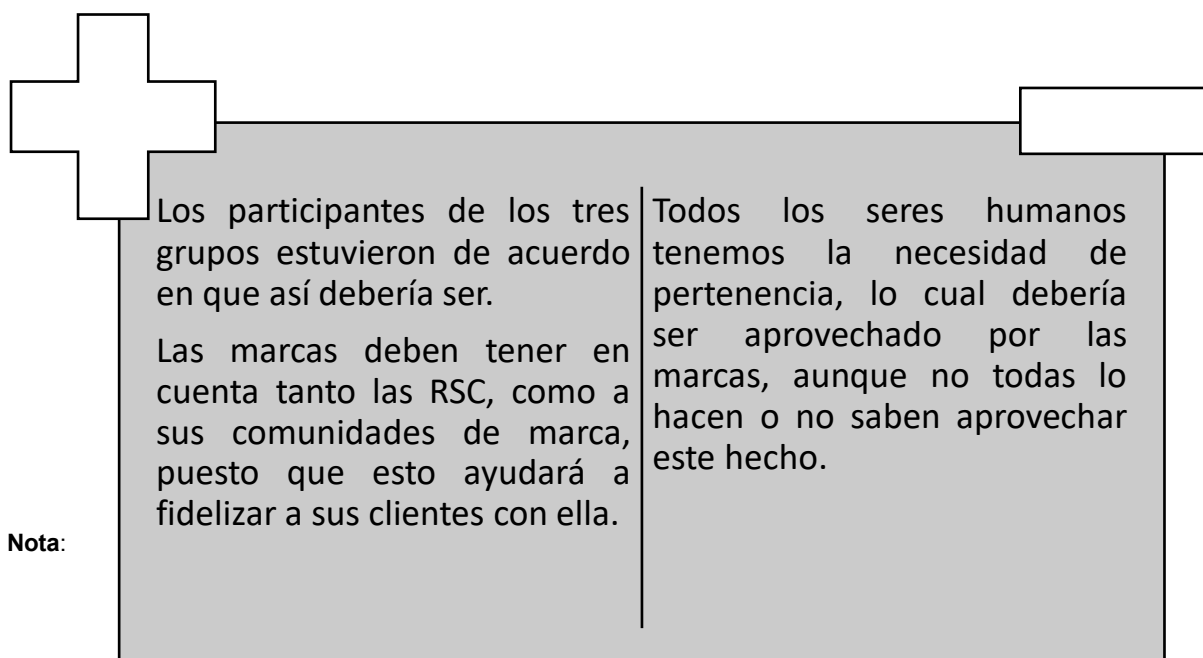 Los participantes de los tres
grupos estuvieron de acuerdo
en que así debería ser.
Las marcas deben tener en
cuenta tanto las RSC, como a
sus comunidades de marca,
puesto que esto ayudará a
fidelizar a sus clientes con ella.
Todos los seres humanos
tenemos la necesidad de
pertenencia, lo cual debería
ser aprovechado por las
marcas, aunque no todas lo
hacen o no saben aprovechar
este hecho.
Nota: